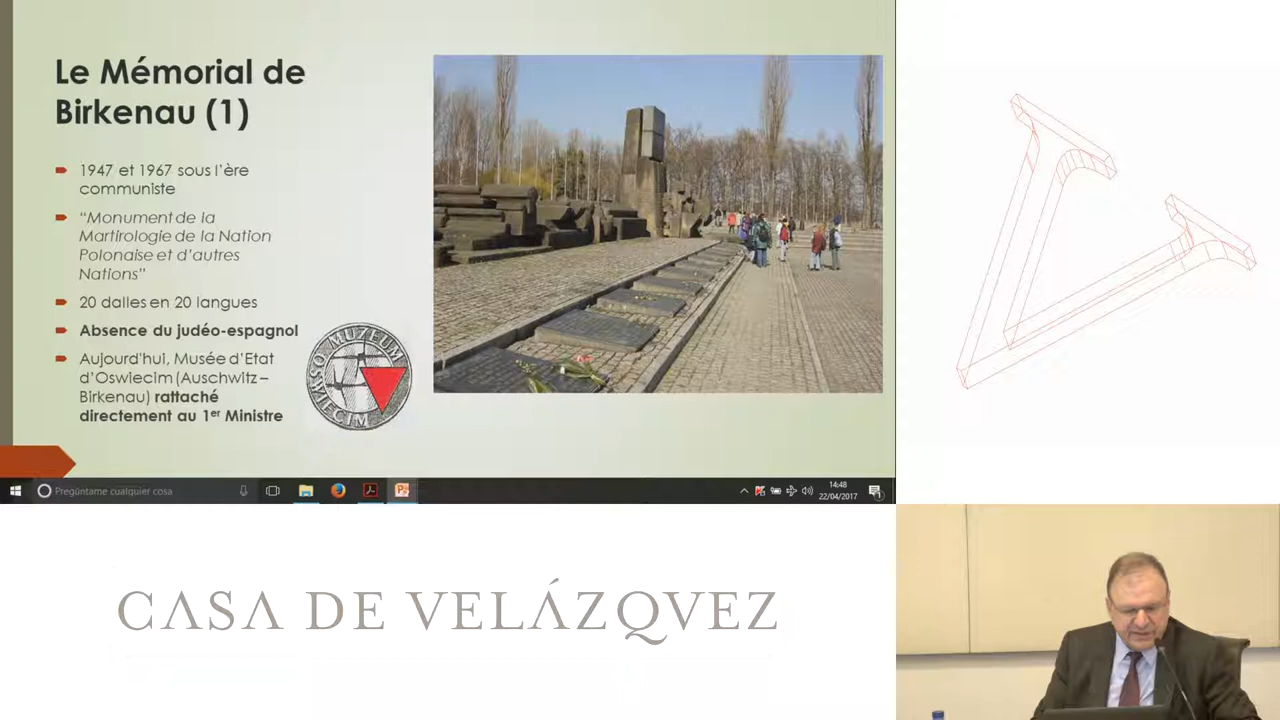 Le Mémorial de
Birkenau (1)
1947 et 1967 sous l'ère
communiste
"Monument de la
Martirologie de la Nation
Polonaise et d'autres
Nations"
20 dalles en 20 langues
Absence du judéo-espagnol
Aujourd'hui, Musée d'Etat
d'Oswiecim (Auschwitz –
Birkenau) rattaché
directement au 1er Ministre
MUZEUM
OŚWIĘCIM
Pregúntame cualquier cosa
14:48
22/04/2017
CASA DE VELÁZQVEZ